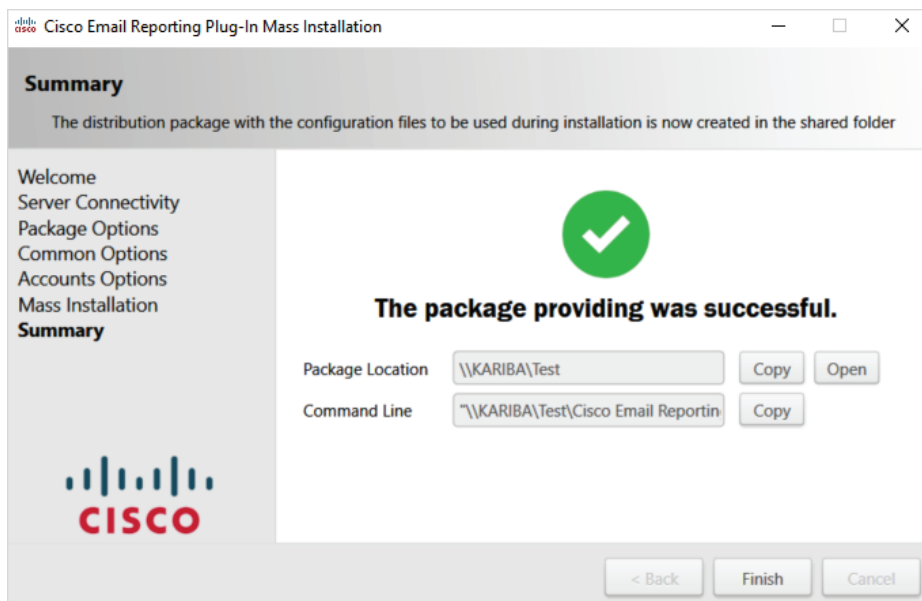 Cisco Email Reporting Plug-In Mass Installation
Summary
The distribution package with the configuration files to be used during installation is now created in the shared folder
Welcome
Server Connectivity
Package Options
Common Options
Accounts Options
Mass Installation
Summary
The package providing was successful.
Package Location \\KARIBA\Test Copy Open
Command Line "\\KARIBA\Test\Cisco Email Reportin Copy
CISCO
< Back Finish Cancel